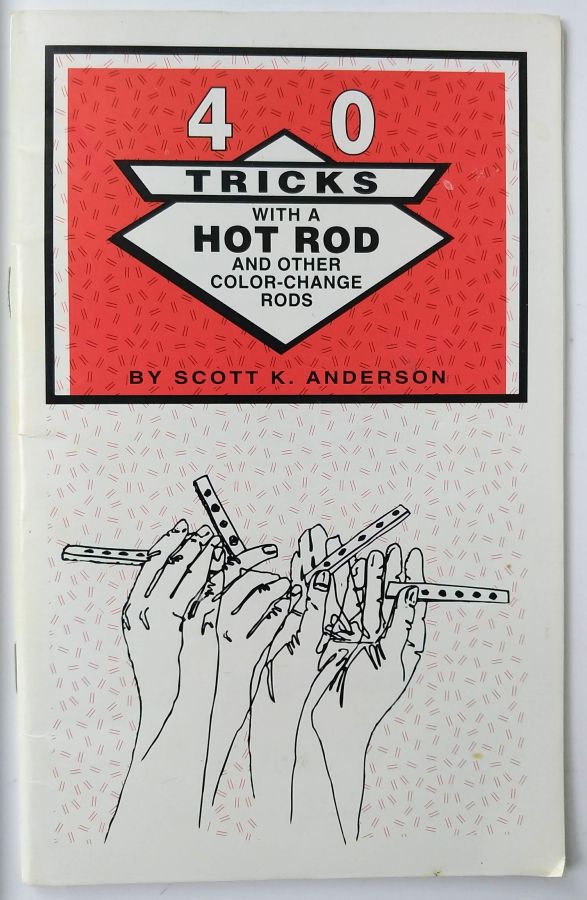 4 0
TRICKS
WITH A
HOT ROD
AND OTHER
COLOR-CHANGE
RODS
BY SCOTT K. ANDERSON